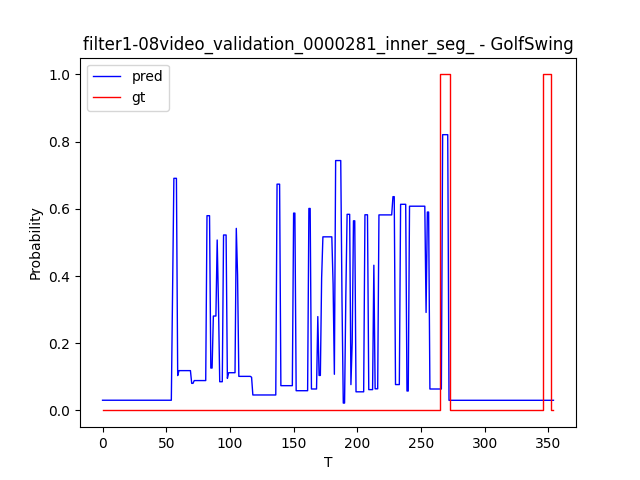 filter1-08video_validation_0000281_inner_seg_ - GolfSwing
pred
gt
1.0
0.8
0.6
0.4
0.2
0.0
Probability
0 50 100 150 200 250 300 350
T